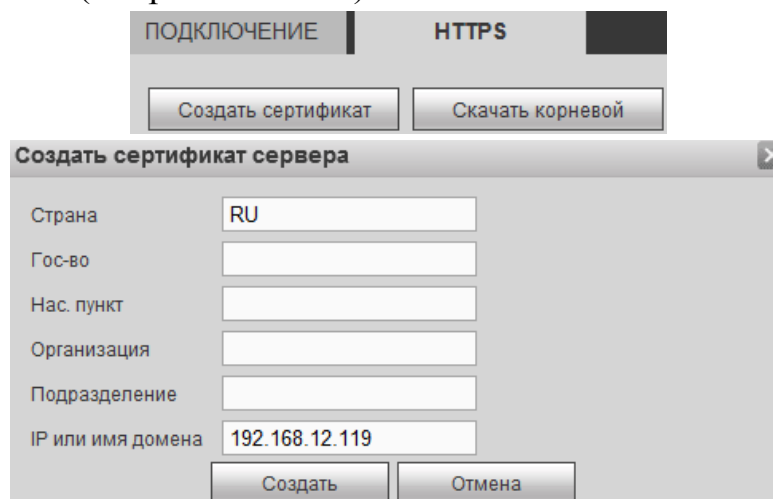 ПОДКЛЮЧЕНИЕ HTTPS
Создать сертификат Скачать корневой
Создать сертификат сервера
Страна RU
Гос-во
Нас. пункт
Организация
Подразделение
IP или имя домена 192.168.12.119
Создать Отмена